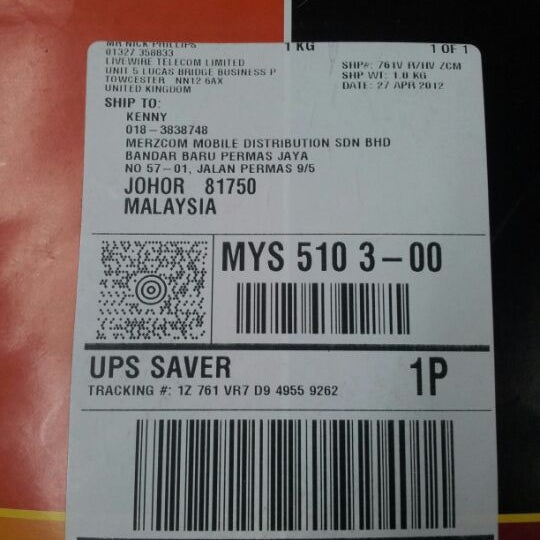 MR NICK PHILLIPS 1 KG 1 OF 1
01327 358833
LIVEWIRE TELECOM LIMITED
UNIT 5 LUCAS BRIDGE BUSINESS P
TOWCESTER NN12 6AX
UNITED KINGDOM
SHP#: 761V R7HV ZCM
SHP WT: 1.0 KG
DATE: 27 APR 2012
SHIP TO:
KENNY
018-3838748
MERZCOM MOBILE DISTRIBUTION SDN BHD
BANDAR BARU PERMAS JAYA
NO 57-01, JALAN PERMAS 9/5
JOHOR 81750
MALAYSIA
MYS 510 3-00
UPS SAVER
TRACKING #: 1Z 761 VR7 D9 4955 9262
1P